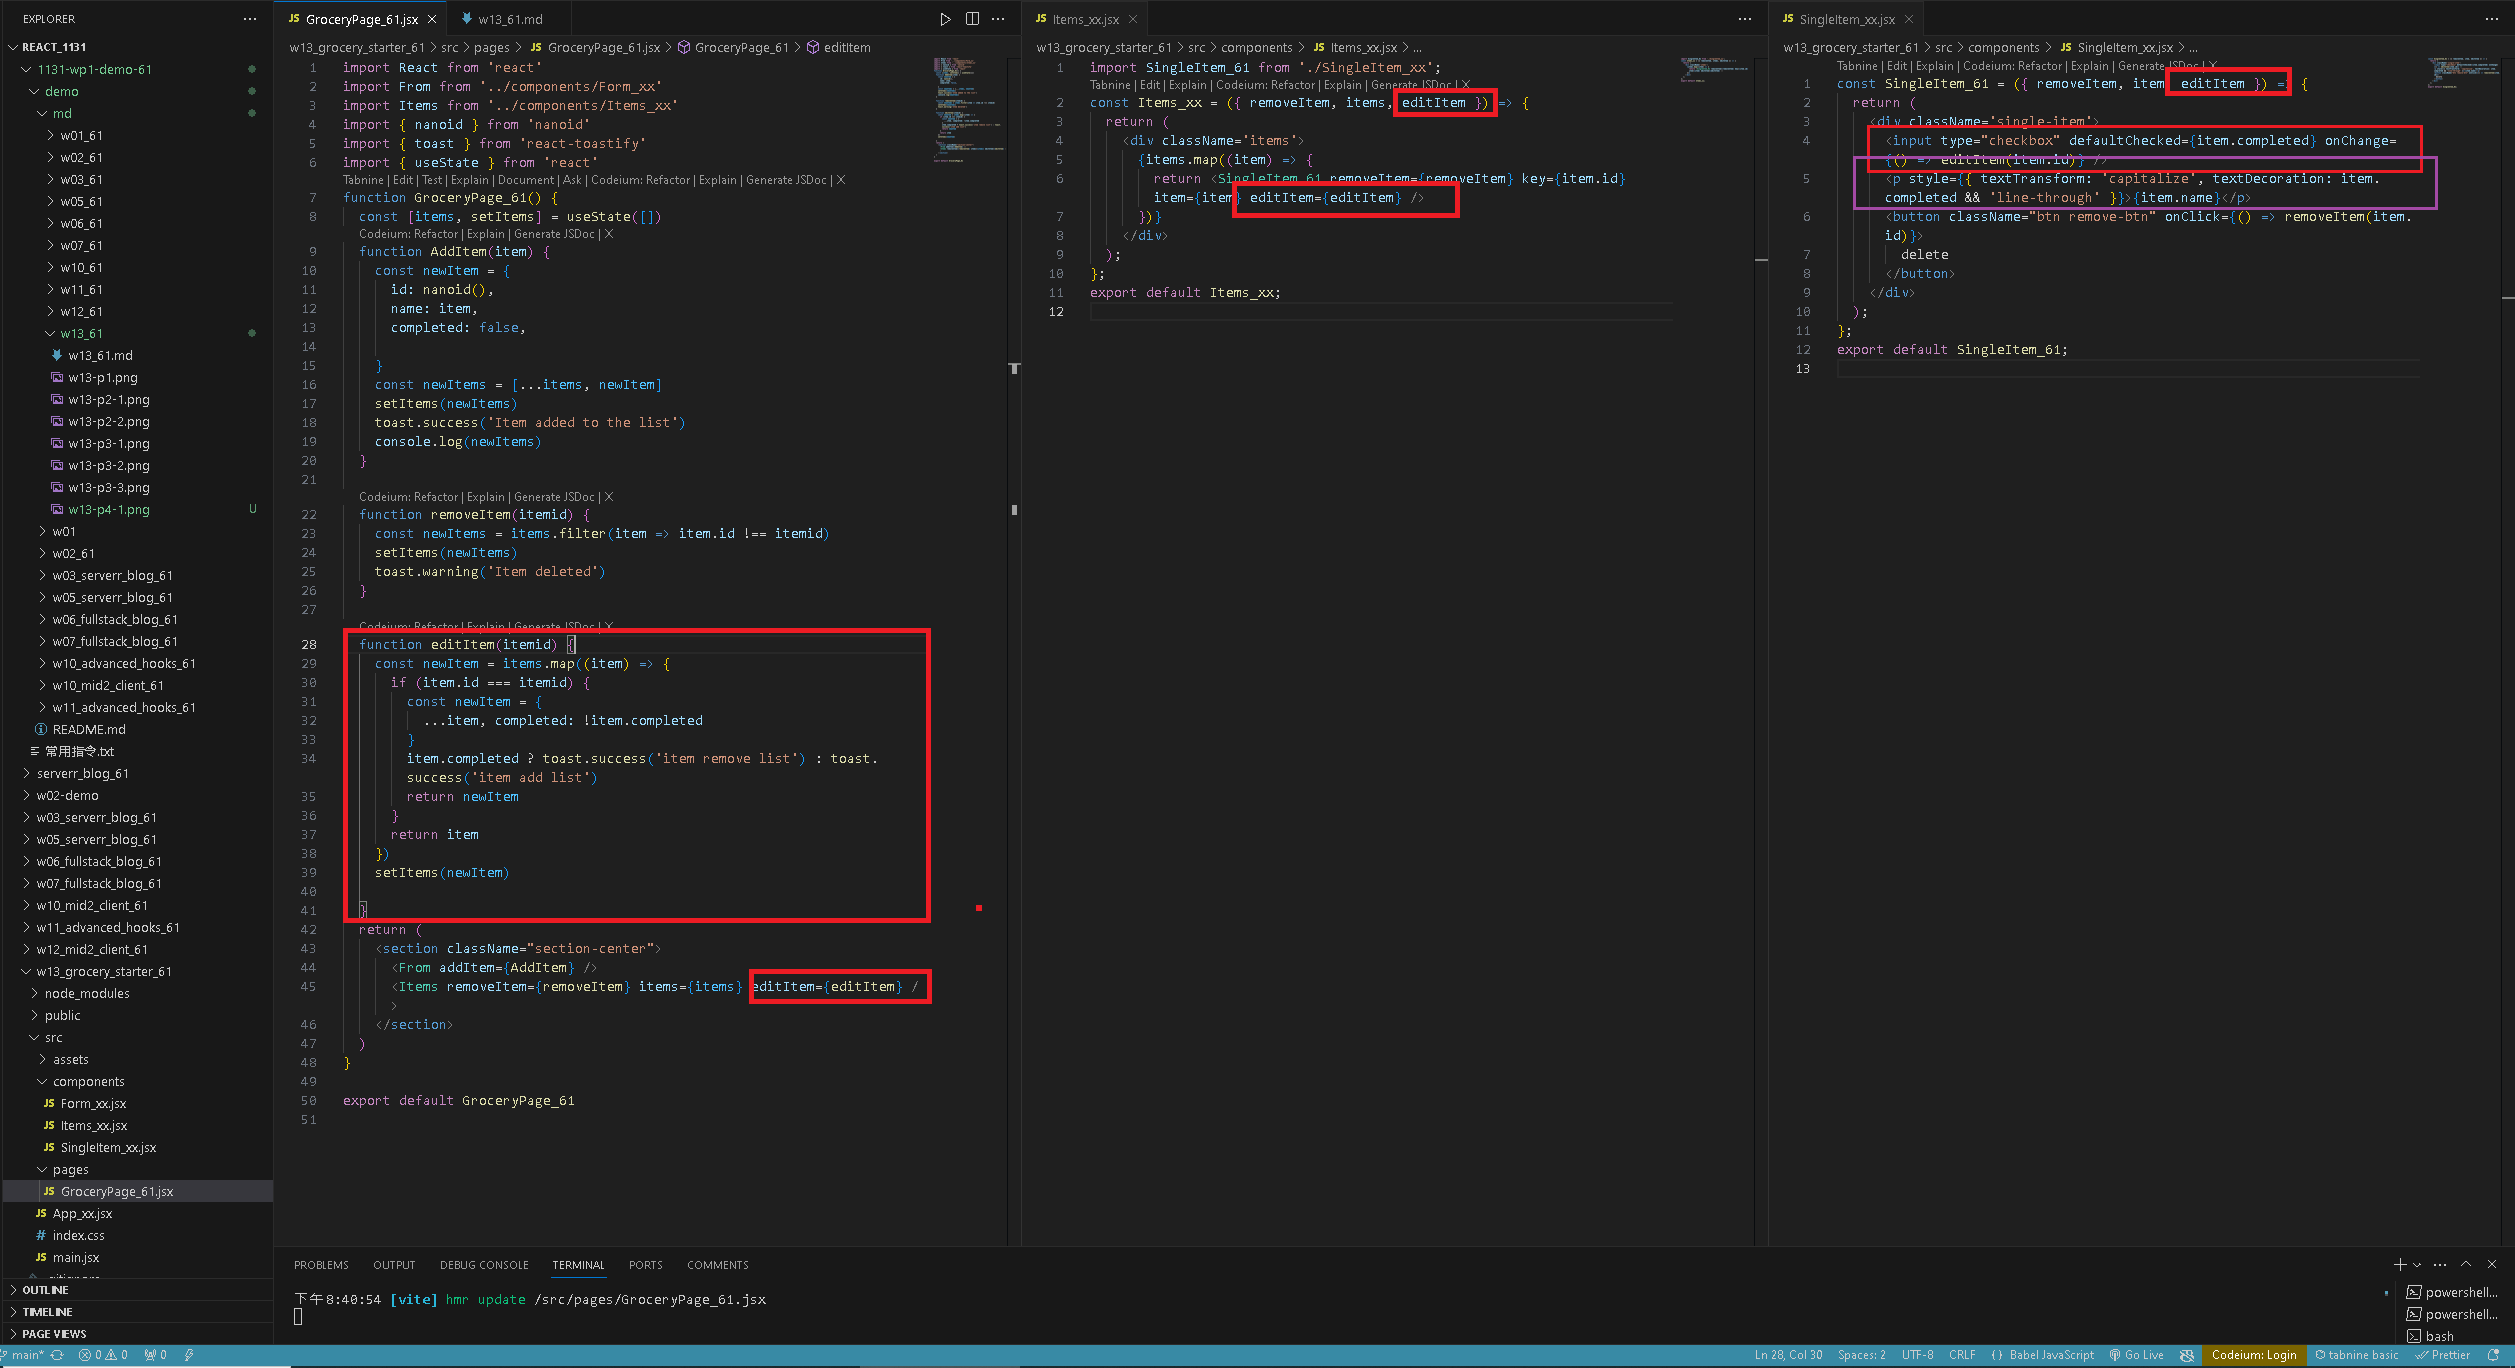 EXPLORER
REACT_1131
1131-wp1-demo-61
demo
md
w01_61
w02_61
w03_61
w05_61
w06_61
w07_61
w10_61
w11_61
w12_61
w13_61
w13_61.md
w13-p1.png
w13-p2-1.png
w13-p2-2.png
w13-p3-1.png
w13-p3-2.png
w13-p3-3.png
w13-p4-1.png U
w01
w02_61
w03_serverr_blog_61
w05_serverr_blog_61
w06_fullstack_blog_61
w07_fullstack_blog_61
w10_advanced_hooks_61
w10_mid2_client_61
w11_advanced_hooks_61
README.md
常用指令.txt
serverr_blog_61
w02-demo
w03_serverr_blog_61
w05_serverr_blog_61
w06_fullstack_blog_61
w07_fullstack_blog_61
w10_mid2_client_61
w11_advanced_hooks_61
w12_mid2_client_61
w13_grocery_starter_61
node_modules
public
src
assets
components
JS Form_xx.jsx
JS Items_xx.jsx
JS SingleItem_xx.jsx
pages
JS GroceryPage_61.jsx
JS App_xx.jsx
# index.css
JS main.jsx
OUTLINE
TIMELINE
PAGE VIEWS
JS GroceryPage_61.jsx w13_61.md
w13_grocery_starter_61 > src > pages > JS GroceryPage_61.jsx > GroceryPage_61 > editItem
1 import React from 'react'
2 import From from '../components/Form_xx'
3 import Items from '../components/Items_xx'
4 import { nanoid } from 'nanoid'
5 import { toast } from 'react-toastify'
6 import { useState } from 'react'
Tabnine | Edit | Test | Explain | Document | Ask | Codeium: Refactor | Explain | Generate JSDoc | X
7 function GroceryPage_61() {
8 const [items, setItems] = useState([])
Codeium: Refactor | Explain | Generate JSDoc | X
9 function AddItem(item) {
10 const newItem = {
11 id: nanoid(),
12 name: item,
13 completed: false,
14
15 }
16 const newItems = [...items, newItem]
17 setItems(newItems)
18 toast.success('Item added to the list')
19 console.log(newItems)
20 }
21
Codeium: Refactor | Explain | Generate JSDoc | X
22 function removeItem(itemid) {
23 const newItems = items.filter(item => item.id !== itemid)
24 setItems(newItems)
25 toast.warning('Item deleted')
26 }
27
Codeium: Refactor | Explain | Generate JSDoc | X
28 function editItem(itemid) {
29 const newItem = items.map((item) => {
30 if (item.id === itemid) {
31 const newItem = {
32 ...item, completed: !item.completed
33 }
34 item.completed ? toast.success('item remove list') : toast.
success('item add list')
35 return newItem
36 }
37 return item
38 })
39 setItems(newItem)
40
41 }
42 return (
43 <section className="section-center">
44 <From addItem={AddItem} />
45 <Items removeItem={removeItem} items={items} editItem={editItem} /
>
46 </section>
47 )
48 }
49
50 export default GroceryPage_61
51
JS Items_xx.jsx
w13_grocery_starter_61 > src > components > JS Items_xx.jsx > ...
1 import SingleItem_61 from './SingleItem_xx';
Tabnine | Edit | Explain | Codeium: Refactor | Explain | Generate JSDoc | X
2 const Items_xx = ({ removeItem, items, editItem }) => {
3 return (
4 <div className='items'>
5 {items.map((item) => {
6 return <SingleItem_61 removeItem={removeItem} key={item.id}
item={item} editItem={editItem} />
7 })}
8 </div>
9 );
10 };
11 export default Items_xx;
12
JS SingleItem_xx.jsx
w13_grocery_starter_61 > src > components > JS SingleItem_xx.jsx > ...
Tabnine | Edit | Explain | Codeium: Refactor | Explain | Generate JSDoc | X
1 const SingleItem_61 = ({ removeItem, item, editItem }) => {
2 return (
3 <div className='single-item'>
4 <input type="checkbox" defaultChecked={item.completed} onChange=
{() => editItem(item.id)} />
5 <p style={{ textTransform: 'capitalize', textDecoration: item.
completed && 'line-through' }}>{item.name}</p>
6 <button className="btn remove-btn" onClick={() => removeItem(item.
id)}>
7 delete
8 </button>
9 </div>
10 );
11 };
12 export default SingleItem_61;
13
PROBLEMS OUTPUT DEBUG CONSOLE TERMINAL PORTS COMMENTS
下午8:40:54 [vite] hmr update /src/pages/GroceryPage_61.jsx
powershell...
powershell...
bash
main* 0 0 0 Ln 28, Col 30 Spaces: 2 UTF-8 CRLF {} Babel JavaScript Go Live Codeium: Login tabnine basic Prettier